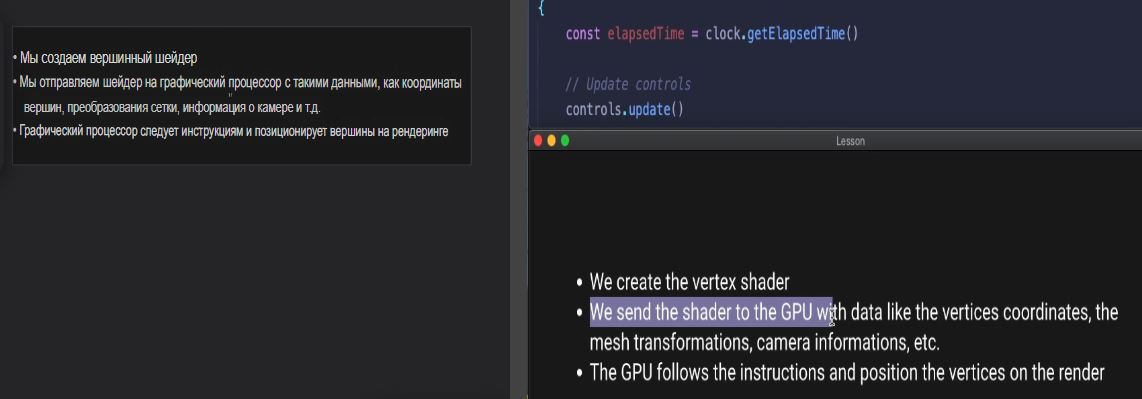 • Мы создаем вершинный шейдер
• Мы отправляем шейдер на графический процессор с такими данными, как координаты
вершин, преобразования сетки, информация о камере и т.д.
• Графический процессор следует инструкциям и позиционирует вершины на рендеринге
{
const elapsedTime = clock.getElapsedTime()
// Update controls
controls.update()
Lesson
• We create the vertex shader
• We send the shader to the GPU with data like the vertices coordinates, the
mesh transformations, camera informations, etc.
• The GPU follows the instructions and position the vertices on the render